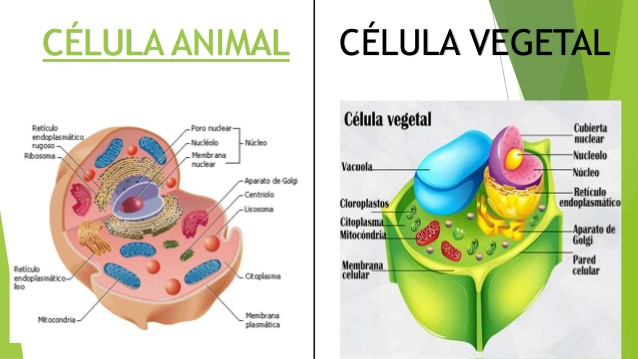 CÉLULA ANIMAL
CÉLULA VEGETAL
Retículo
endoplasmático
rugoso
Ribosoma
Poro nuclear
Nucléolo
Membrana
nuclear
Núcleo
Aparato de Golgi
Centriolo
Lisosoma
Retículo
endoplasmático
liso
Citoplasma
Mitocondria
Membrana
plasmática
Célula vegetal
Cubierta
nuclear
Nucleolo
Núcleo
Vacuola
Retículo
endoplasmático
Cloroplastos
Citoplasma
Mitocóndria
Aparato de
Golgi
Membrana
celular
Pared
celular